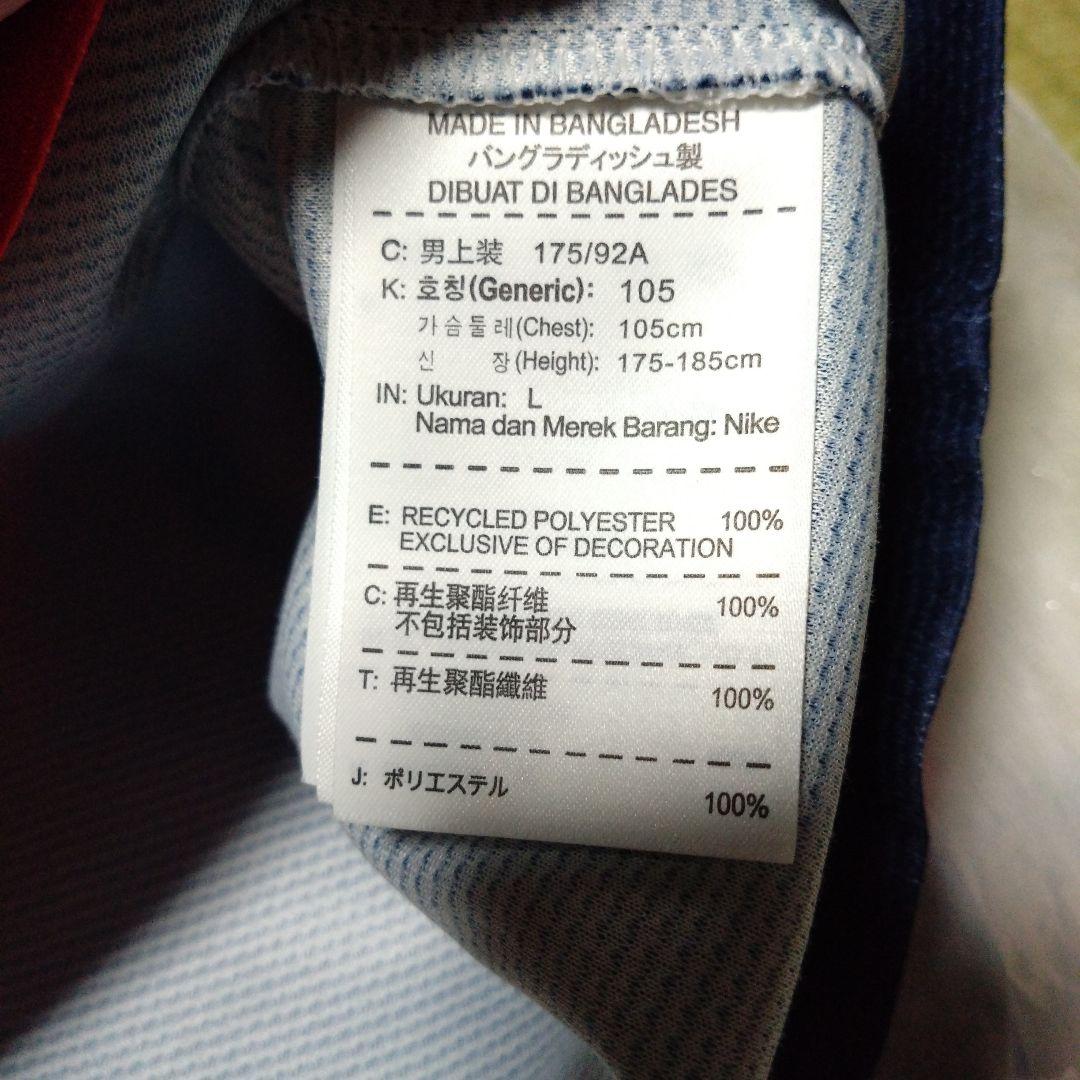 MADE IN BANGLADESH
バングラディッシュ製
DIBUAT DI BANGLADES
C: 男上装 175/92A
K: 호칭(Generic): 105
가슴둘레(Chest): 105cm
신 장(Height): 175-185cm
IN: Ukuran: L
Nama dan Merek Barang: Nike
E: RECYCLED POLYESTER 100%
EXCLUSIVE OF DECORATION
C: 再生聚酯纤维 100%
不包括装饰部分
T: 再生聚酯纖維 100%
J: ポリエステル 100%